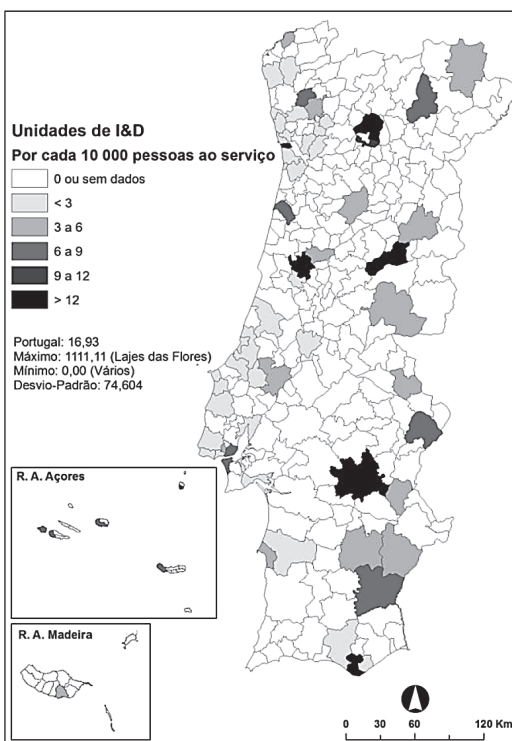 Unidades de I&D
Por cada 10 000 pessoas ao serviço
0 ou sem dados
< 3
3 a 6
6 a 9
9 a 12
> 12
Portugal: 16,93
Máximo: 1111,11 (Lajes das Flores)
Mínimo: 0,00 (Vários)
Desvio-Padrão: 74,604
R. A. Açores
R. A. Madeira
0 30 60 120 Km